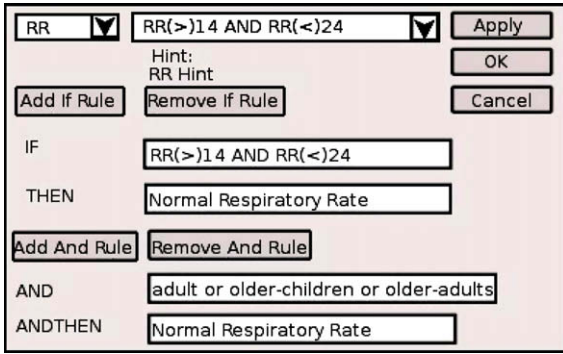 RR RR(>)14 AND RR(<)24 Apply
Hint:
RR Hint
OK
Add If Rule Remove If Rule Cancel
IF RR(>)14 AND RR(<)24
THEN Normal Respiratory Rate
Add And Rule Remove And Rule
AND adult or older-children or older-adults
ANDTHEN Normal Respiratory Rate